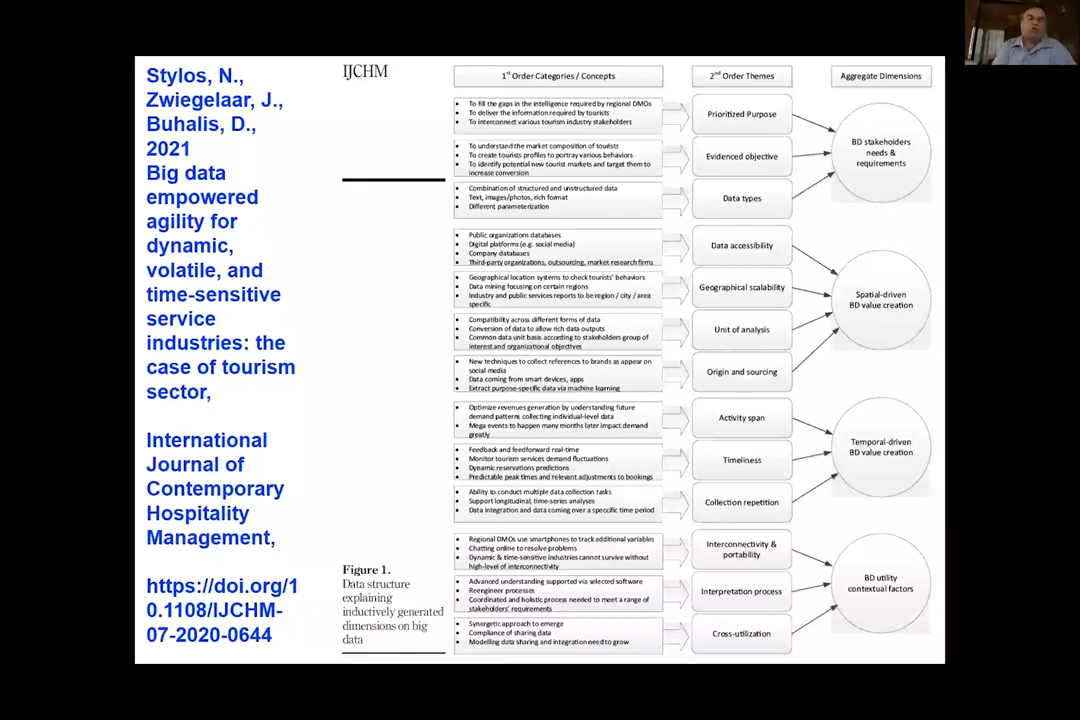 Stylos, N.,
Zwiegelaar, J.,
Buhalis, D.,
2021
Big data
empowered
agility for
dynamic,
volatile, and
time-sensitive
service
industries: the
case of tourism
sector,
International
Journal of
Contemporary
Hospitality
Management,
https://doi.org/1
0.1108/IJCHM-
07-2020-0644
IJCHM
Figure 1.
Data structure
explaining
inductively generated
dimensions on big
data
1st Order Categories / Concepts
2nd Order Themes
Aggregate Dimensions
• To fill the gaps in the intelligence required by regional DMOs
• To deliver the information required by tourists
• To interconnect various tourism industry stakeholders
Prioritized Purpose
• To understand the market composition of tourists
• To create tourists profiles to portray various behaviors
• To identify potential new tourist markets and target them to
increase conversion
Evidenced objective
• Combination of structured and unstructured data
• Text, images/photos, rich format
• Different parameterization
Data types
BD stakeholders
needs &
requirements
• Public organizations databases
• Digital platforms (e.g. social media)
• Company databases
• Third-party organizations, outsourcing, market research firms
Data accessibility
• Geographical location systems to check tourists' behaviors
• Data mining focusing on certain regions
• Industry and public services reports to be region / city / area
specific
Geographical scalability
• Compatibility across different forms of data
• Conversion of data to allow rich data outputs
• Common data unit basis according to stakeholders group of
interest and organizational objectives
Unit of analysis
• New techniques to collect references to brands as appear on
social media
• Data coming from smart devices, apps
• Extract purpose-specific data via machine learning
Origin and sourcing
Spatial-driven
BD value creation
• Optimize revenues generation by understanding future
demand patterns collecting individual-level data
• Mega events to happen many months later impact demand
greatly
Activity span
• Feedback and feedforward real-time
• Monitor tourism services demand fluctuations
• Dynamic reservations predictions
• Predictable peak times and relevant adjustments to bookings
Timeliness
• Ability to conduct multiple data collection tasks
• Support longitudinal, time-series analyses
• Data integration and data coming over a speccific time period
Collection repetition
Temporal-driven
BD value creation
• Regional DMOs use smartphones to track additional variables
• Chatting online to resolve problems
• Dynamic & time-sensitive industries cannot survive without
high-level of interconnectivity
Interconnectivity &
portability
• Advanced understanding supported via selected software
• Reengineer processes
• Coordinated and holistic process needed to meet a range of
stakeholders' requirements
Interpretation process
• Synergetic approach to emerge
• Compliance of sharing data
• Modelling data sharing and integration need to grow
Cross-utilization
BD utility
contextual factors